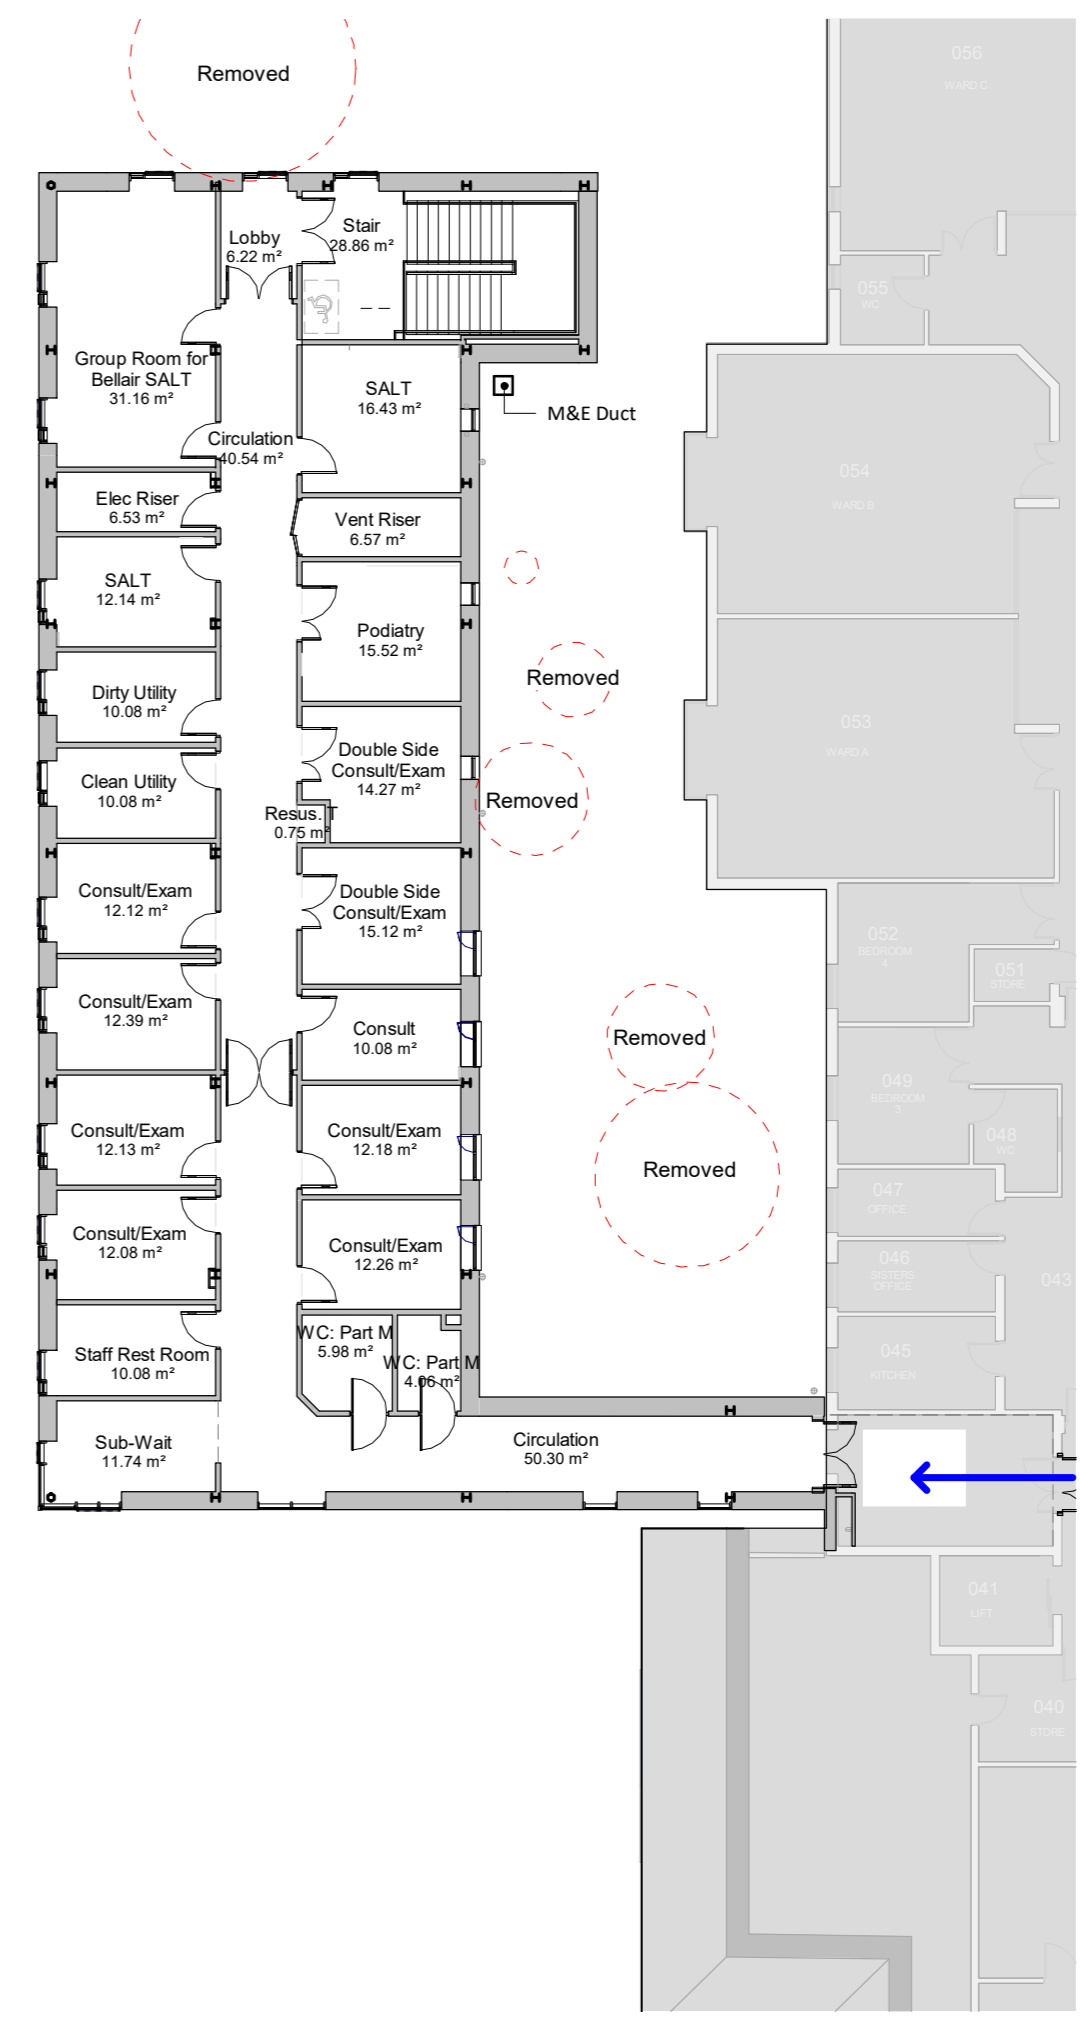 Removed
056
WARD C
Lobby
6.22 m²
Stair
28.86 m²
055
WC
Group Room for
Bellair SALT
31.16 m²
SALT
16.43 m²
M&E Duct
Circulation
40.54 m²
054
WARD B
Elec Riser
6.53 m²
Vent Riser
6.57 m²
SALT
12.14 m²
Podiatry
15.52 m²
Removed
Dirty Utility
10.08 m²
053
WARD A
Double Side
Consult/Exam
14.27 m²
Clean Utility
10.08 m²
Removed
Resus. T
0.75 m²
Consult/Exam
12.12 m²
Double Side
Consult/Exam
15.12 m²
052
BEDROOM
4
051
STORE
Consult/Exam
12.39 m²
Consult
10.08 m²
Removed
049
BEDROOM
3
Consult/Exam
12.13 m²
Consult/Exam
12.18 m²
048
WC
Removed
047
OFFICE
Consult/Exam
12.08 m²
Consult/Exam
12.26 m²
046
SISTERS
OFFICE
043
WC: Part M
5.98 m²
Staff Rest Room
10.08 m²
WC: Part M
4.06 m²
045
KITCHEN
Sub-Wait
11.74 m²
Circulation
50.30 m²
041
LIFT
040
STORE